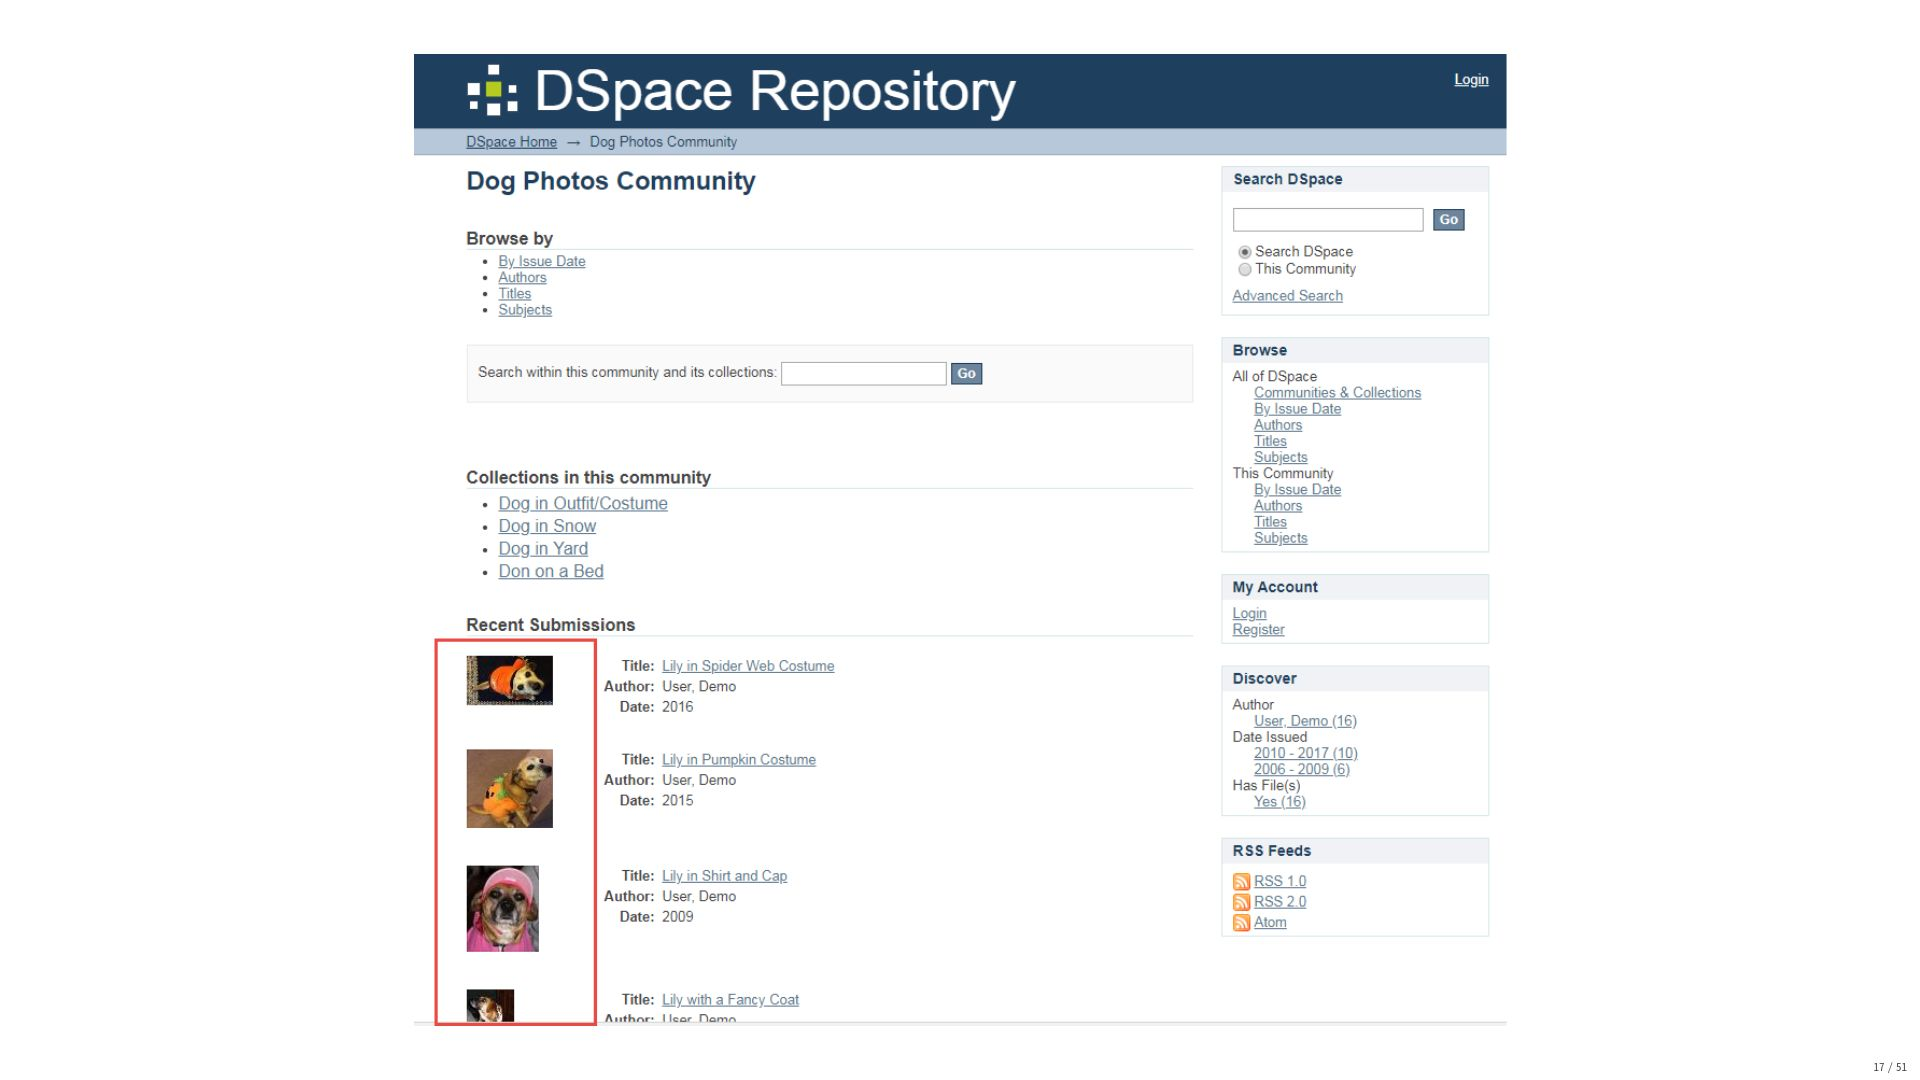 DSpace Repository
Login
DSpace Home → Dog Photos Community
Dog Photos Community
Browse by
By Issue Date
Authors
Titles
Subjects
Search within this community and its collections: Go
Collections in this community
Dog in Outfit/Costume
Dog in Snow
Dog in Yard
Don on a Bed
Recent Submissions
Title: Lily in Spider Web Costume
Author: User, Demo
Date: 2016
Title: Lily in Pumpkin Costume
Author: User, Demo
Date: 2015
Title: Lily in Shirt and Cap
Author: User, Demo
Date: 2009
Title: Lily with a Fancy Coat
Author: User, Demo
Search DSpace
Go
Search DSpace
This Community
Advanced Search
Browse
All of DSpace
Communities & Collections
By Issue Date
Authors
Titles
Subjects
This Community
By Issue Date
Authors
Titles
Subjects
My Account
Login
Register
Discover
Author
User, Demo (16)
Date Issued
2010 - 2017 (10)
2006 - 2009 (6)
Has File(s)
Yes (16)
RSS Feeds
RSS 1.0
RSS 2.0
Atom
17 / 51